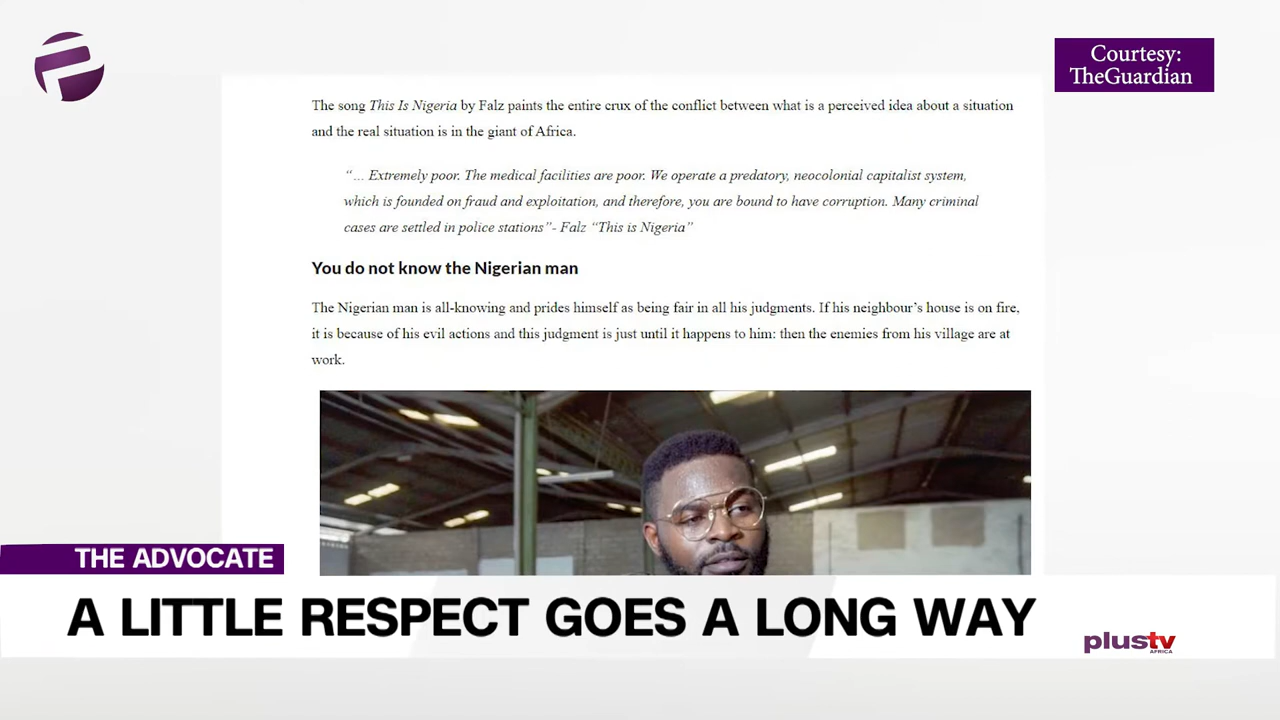 Courtesy:
TheGuardian
The song This Is Nigeria by Falz paints the entire crux of the conflict between what is a perceived idea about a situation
and the real situation is in the giant of Africa.
“… Extremely poor. The medical facilities are poor. We operate a predatory, neocolonial capitalist system,
which is founded on fraud and exploitation, and therefore, you are bound to have corruption. Many criminal
cases are settled in police stations”- Falz “This is Nigeria”
You do not know the Nigerian man
The Nigerian man is all-knowing and prides himself as being fair in all his judgments. If his neighbour’s house is on fire,
it is because of his evil actions and this judgment is just until it happens to him: then the enemies from his village are at
work.
THE ADVOCATE
A LITTLE RESPECT GOES A LONG WAY
plustv
AFRICA